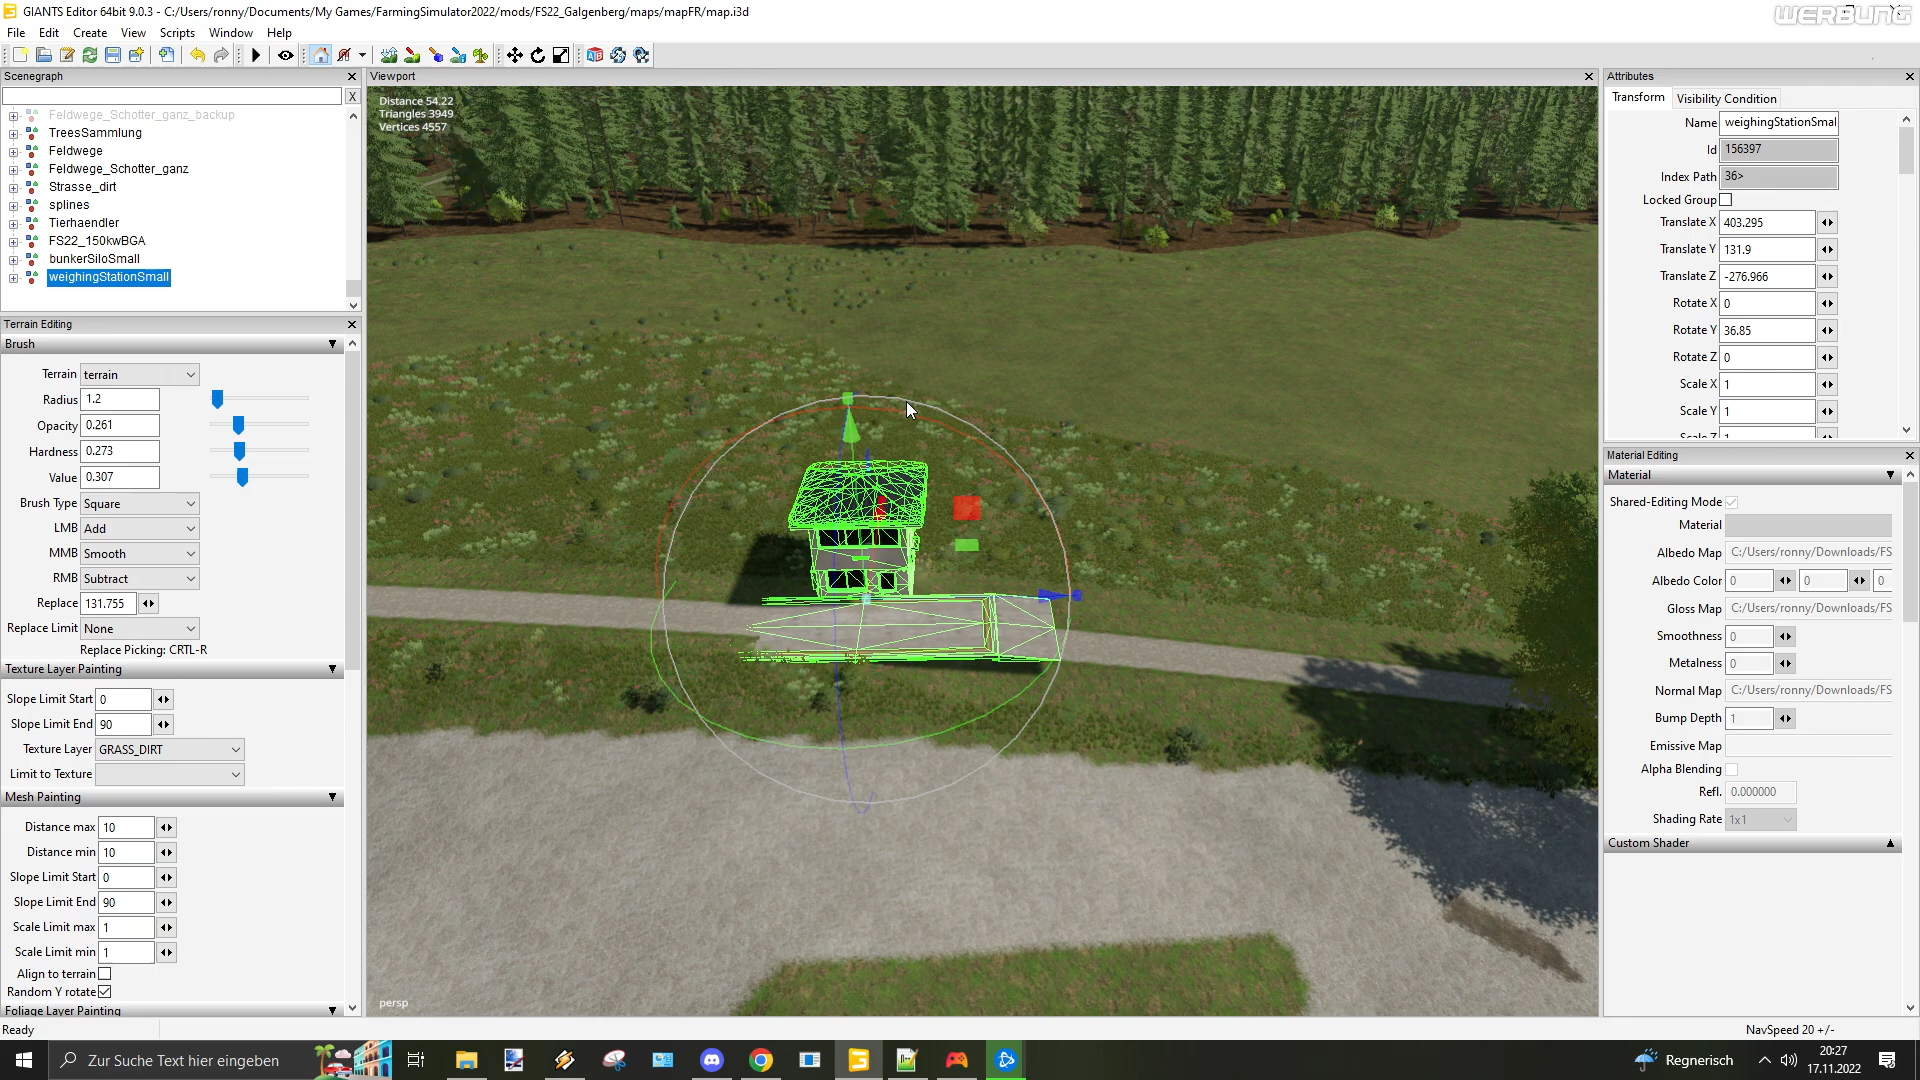 GIANTS Editor 64bit 9.0.3 - C:/Users/ronny/Documents/My Games/FarmingSimulator2022/mods/FS22_Galgenberg/maps/mapFR/map.i3d
WERBUNG
File Edit Create View Scripts Window Help
Scenegraph
X
Feldwege_Schotter_ganz_backup
TreesSammlung
Feldwege
Feldwege_Schotter_ganz
Strasse_dirt
splines
Tierhaendler
FS22_150kwBGA
bunkerSiloSmall
weighingStationSmall
Terrain Editing
Brush
Terrain terrain
Radius 1.2
Opacity 0.261
Hardness 0.273
Value 0.307
Brush Type Square
LMB Add
MMB Smooth
RMB Subtract
Replace 131.755
Replace Limit None
Replace Picking: CRTL-R
Texture Layer Painting
Slope Limit Start 0
Slope Limit End 90
Texture Layer GRASS_DIRT
Limit to Texture
Mesh Painting
Distance max 10
Distance min 10
Slope Limit Start 0
Slope Limit End 90
Scale Limit max 1
Scale Limit min 1
Align to terrain
Random Y rotate
Foliage Layer Painting
Ready
Viewport
Distance 54.22
Triangles 3949
Vertices 4557
persp
Attributes
Transform Visibility Condition
Name weighingStationSmal
Id 156397
Index Path 36>
Locked Group
Translate X 403.295
Translate Y 131.9
Translate Z -276.966
Rotate X 0
Rotate Y 36.85
Rotate Z 0
Scale X 1
Scale Y 1
Scale Z 1
Material Editing
Material
Shared-Editing Mode
Material
Albedo Map C:/Users/ronny/Downloads/FS
Albedo Color 0 0 0
Gloss Map C:/Users/ronny/Downloads/FS
Smoothness 0
Metalness 0
Normal Map C:/Users/ronny/Downloads/FS
Bump Depth 1
Emissive Map
Alpha Blending
Refl. 0.000000
Shading Rate 1x1
Custom Shader
NavSpeed 20 +/-
Zur Suche Text hier eingeben
Regnerisch
20:27
17.11.2022